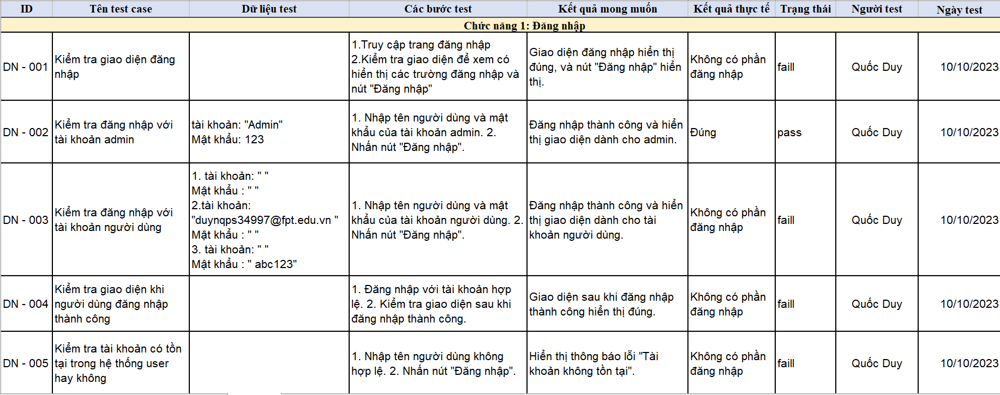 ID Tên test case Dữ liệu test Các bước test Kết quả mong muốn Kết quả thực tế Trạng thái Người test Ngày test
Chức năng 1: Đăng nhập
DN - 001
Kiểm tra giao diện đăng
nhập
1.Truy cập trang đăng nhập
2.Kiểm tra giao diện để xem có
hiển thị các trường đăng nhập và
nút "Đăng nhập"
Giao diện đăng nhập hiển thị
đúng, và nút "Đăng nhập" hiển
thị.
Không có phần
đăng nhập
faill
Quốc Duy
10/10/2023
DN - 002
Kiểm tra đăng nhập với
tài khoản admin
tài khoản: "Admin"
Mật khẩu: 123
1. Nhập tên người dùng và mật
khẩu của tài khoản admin. 2.
Nhấn nút "Đăng nhập".
Đăng nhập thành công và hiển
thị giao diện dành cho admin.
Đúng
pass
Quốc Duy
10/10/2023
DN - 003
Kiểm tra đăng nhập với
tài khoản người dùng
1. tài khoản: " "
Mật khẩu : " "
2.tài khoản:
"duynqps34997@fpt.edu.vn "
Mật khẩu : " "
3. tài khoản: " "
Mật khẩu : " abc123"
1. Nhập tên người dùng và mật
khẩu của tài khoản người dùng. 2.
Nhấn nút "Đăng nhập".
Đăng nhập thành công và hiển
thị giao diện dành cho tài
khoản người dùng.
Không có phần
đăng nhập
faill
Quốc Duy
10/10/2023
DN - 004
Kiểm tra giao diện khi
người dùng đăng nhập
thành công
1. Đăng nhập với tài khoản hợp
lệ. 2. Kiểm tra giao diện sau khi
đăng nhập thành công.
Giao diện sau khi đăng nhập
thành công hiển thị đúng.
Không có phần
đăng nhập
faill
Quốc Duy
10/10/2023
DN - 005
Kiểm tra tài khoản có tồn
tại trong hệ thống user
hay không
1. Nhập tên người dùng không
hợp lệ. 2. Nhấn nút "Đăng nhập".
Hiển thị thông báo lỗi "Tài
khoản không tồn tại".
Không có phần
đăng nhập
faill
Quốc Duy
10/10/2023